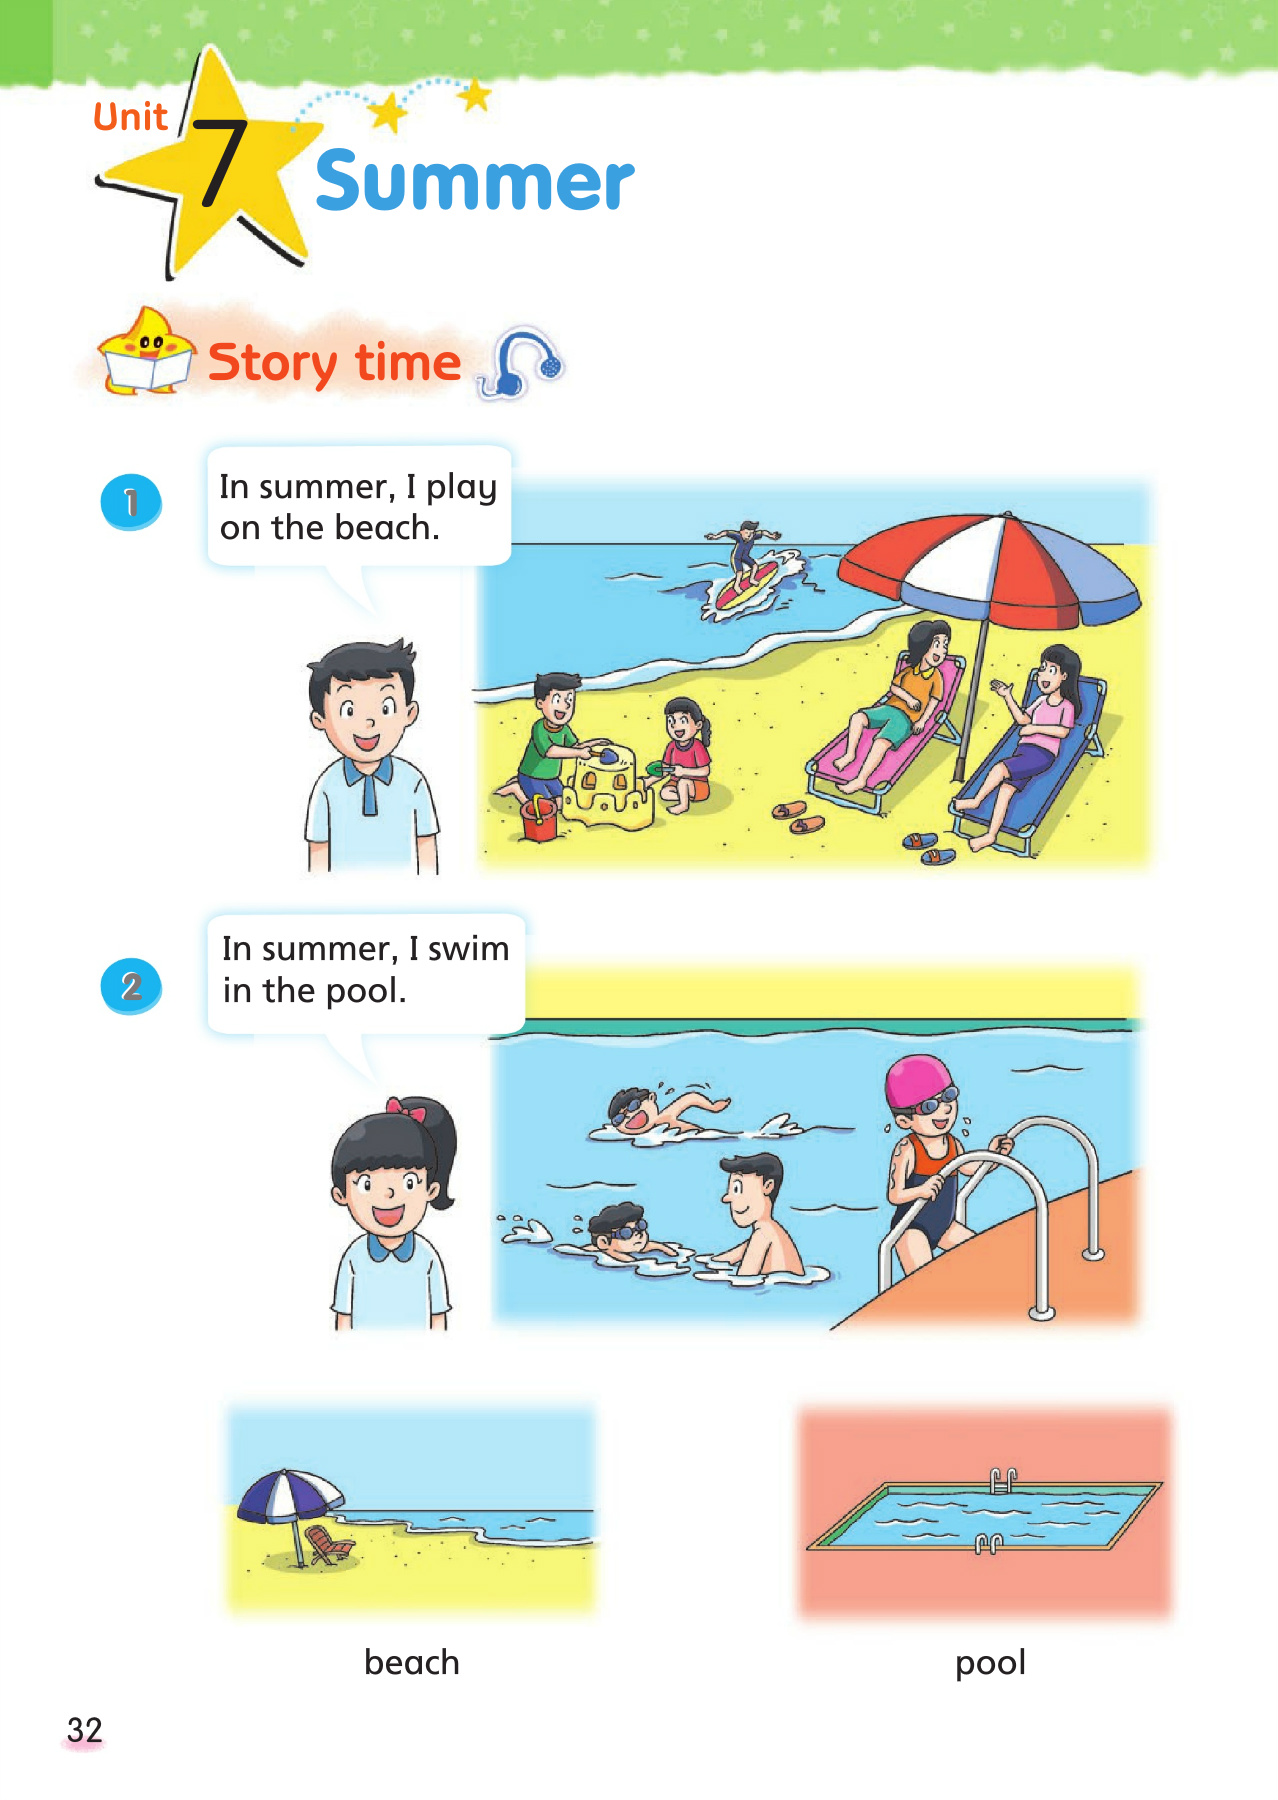 Unit 7
Summer
Story time
1
In summer, I play
on the beach.
2
In summer, I swim
in the pool.
beach
pool
32